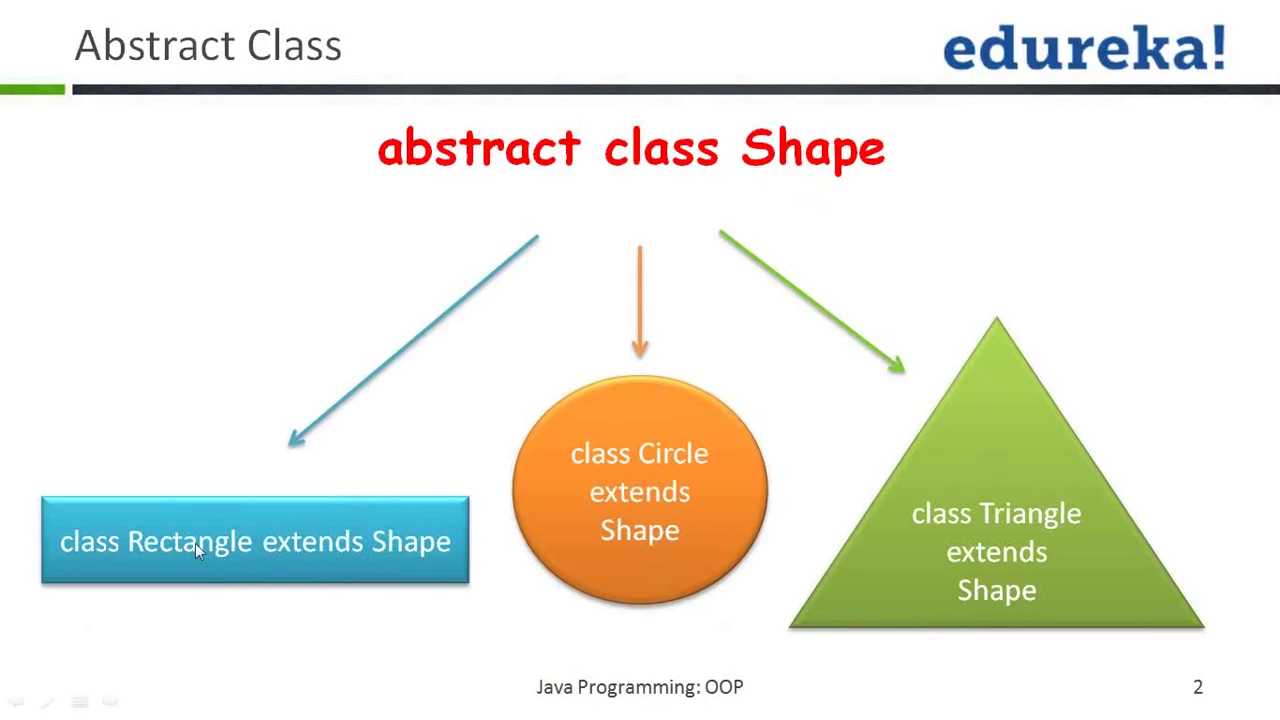 Abstract Class
edureka!
abstract class Shape
class Rectangle extends Shape
class Circle
extends
Shape
class Triangle
extends
Shape
Java Programming: OOP
2